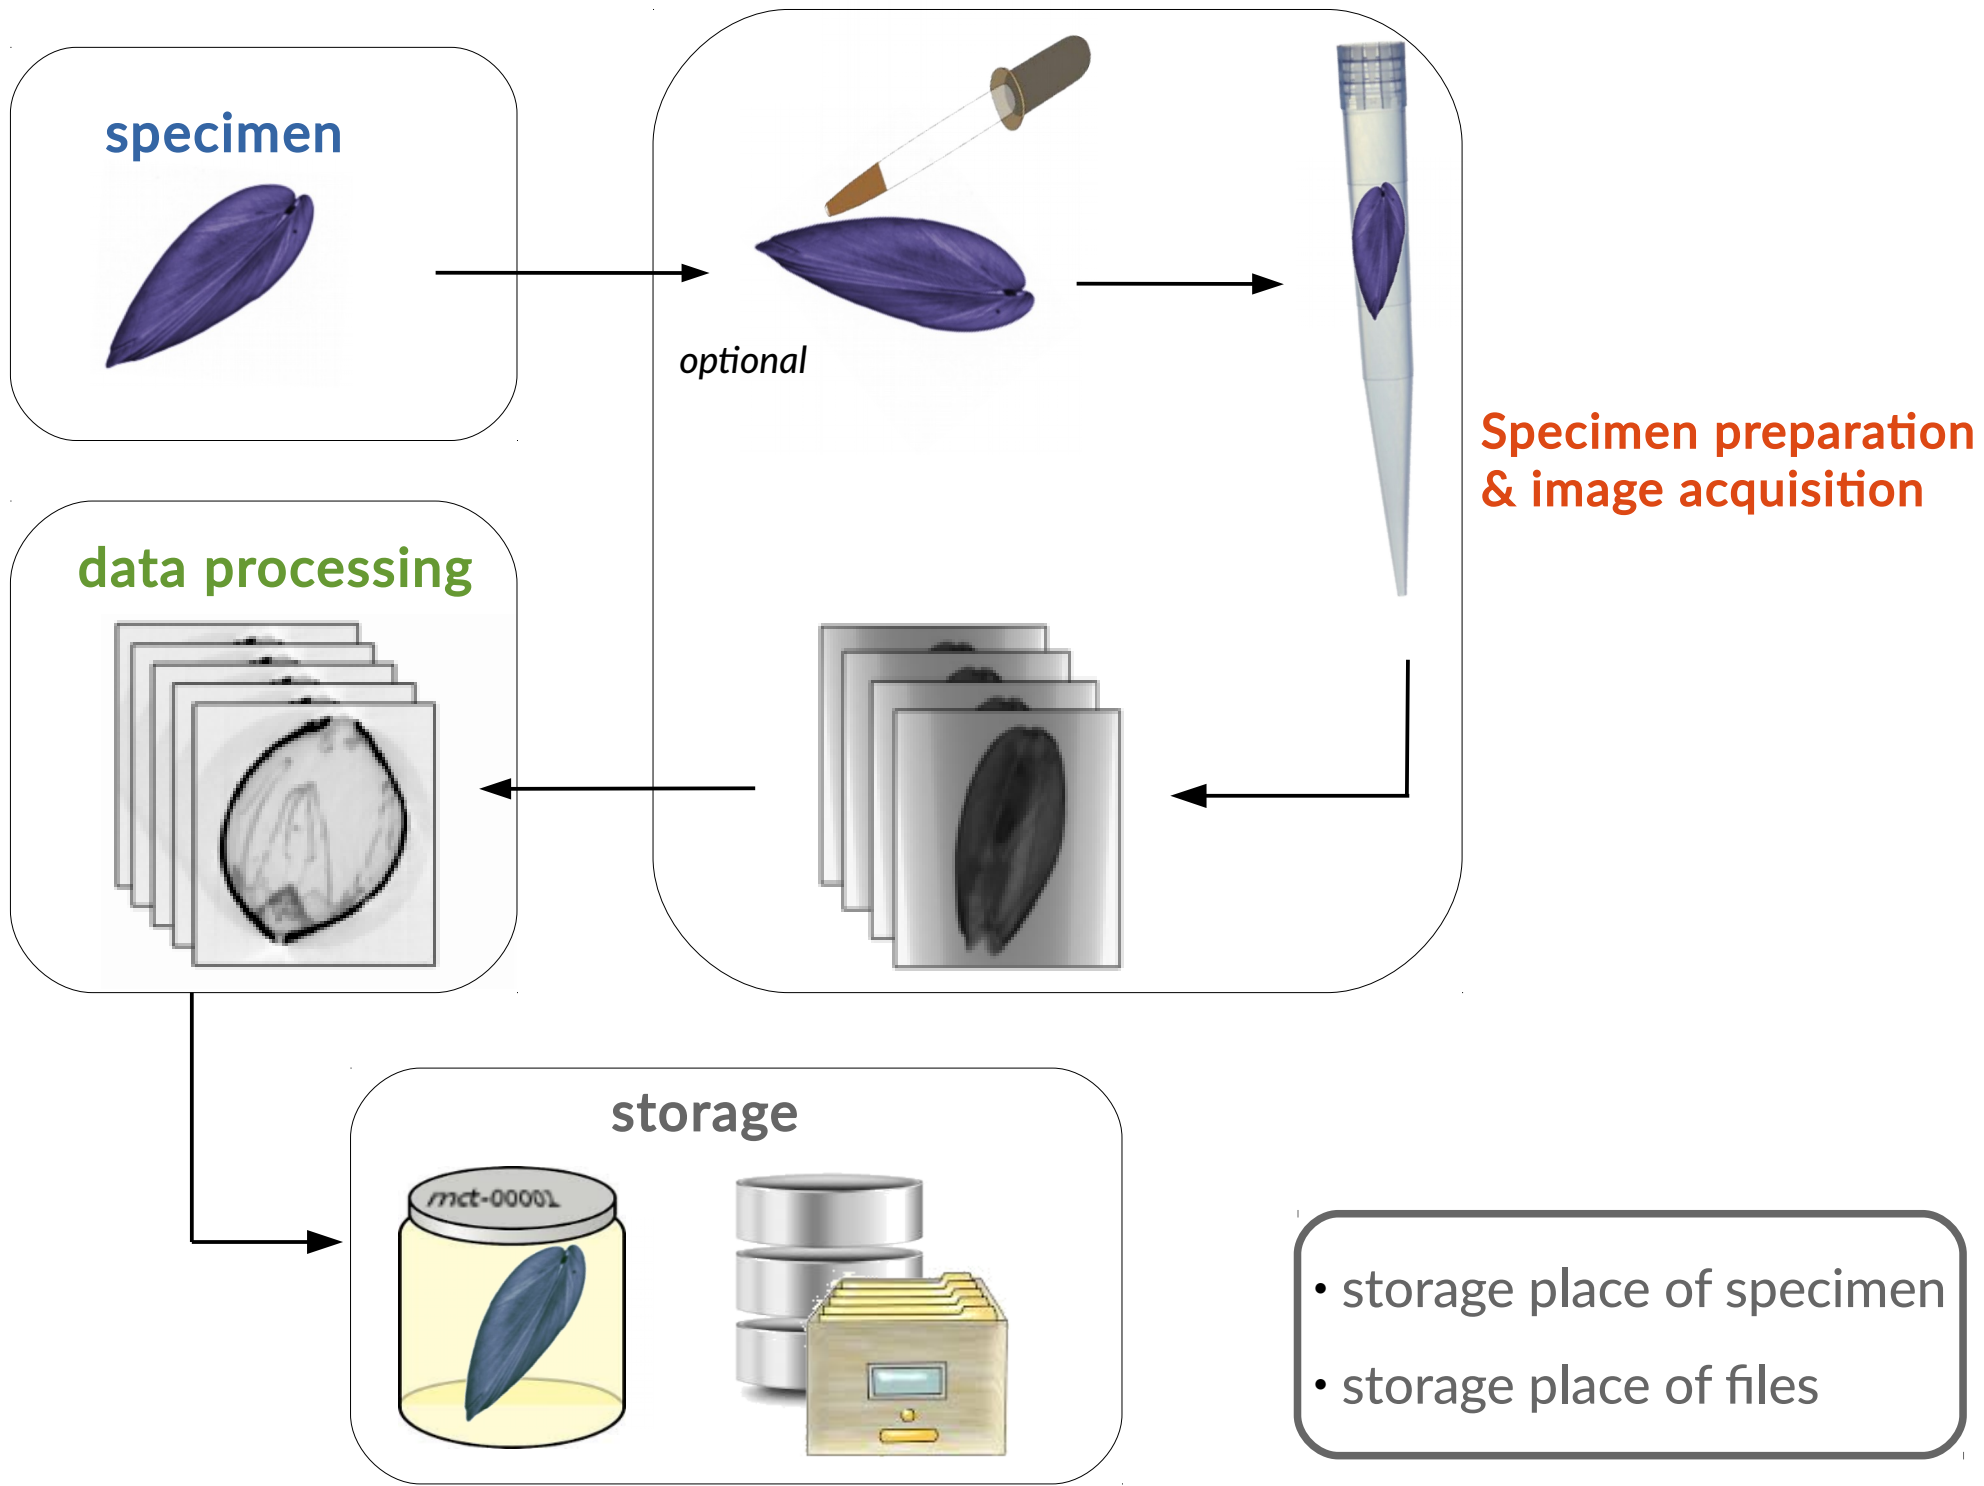 specimen
optional
Specimen preparation
& image acquisition
data processing
storage
mct-00001
• storage place of specimen
• storage place of files